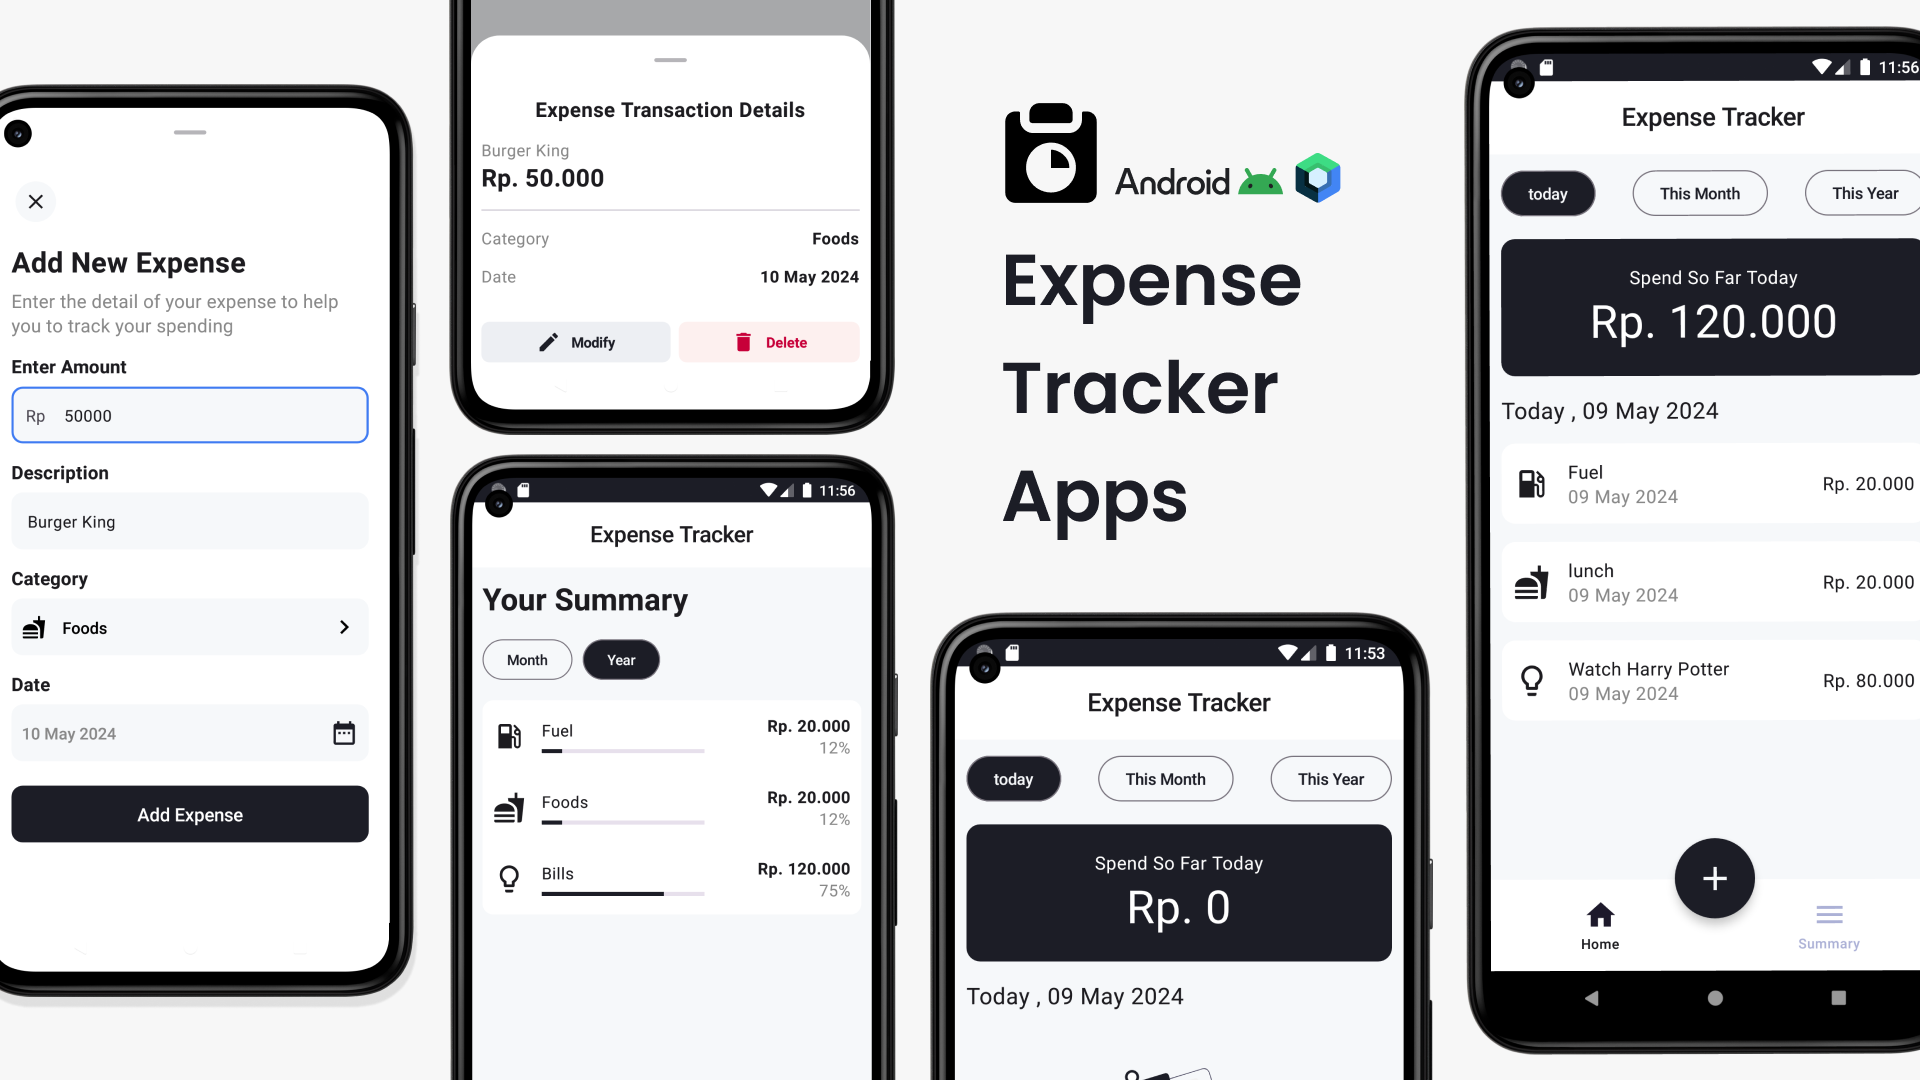 Add New Expense
Enter the detail of your expense to help
you to track your spending
Enter Amount
Rp 50000
Description
Burger King
Category
Foods
Date
10 May 2024
Add Expense
Expense Transaction Details
Burger King
Rp. 50.000
Category Foods
Date 10 May 2024
Modify Delete
11:56
Expense Tracker
Your Summary
Month Year
Fuel Rp. 20.000
12%
Foods Rp. 20.000
12%
Bills Rp. 120.000
75%
Android
Expense
Tracker
Apps
11:53
Expense Tracker
today This Month This Year
Spend So Far Today
Rp. 0
Today , 09 May 2024
11:56
Expense Tracker
today This Month This Year
Spend So Far Today
Rp. 120.000
Today , 09 May 2024
Fuel
09 May 2024
Rp. 20.000
lunch
09 May 2024
Rp. 20.000
Watch Harry Potter
09 May 2024
Rp. 80.000
Home Summary